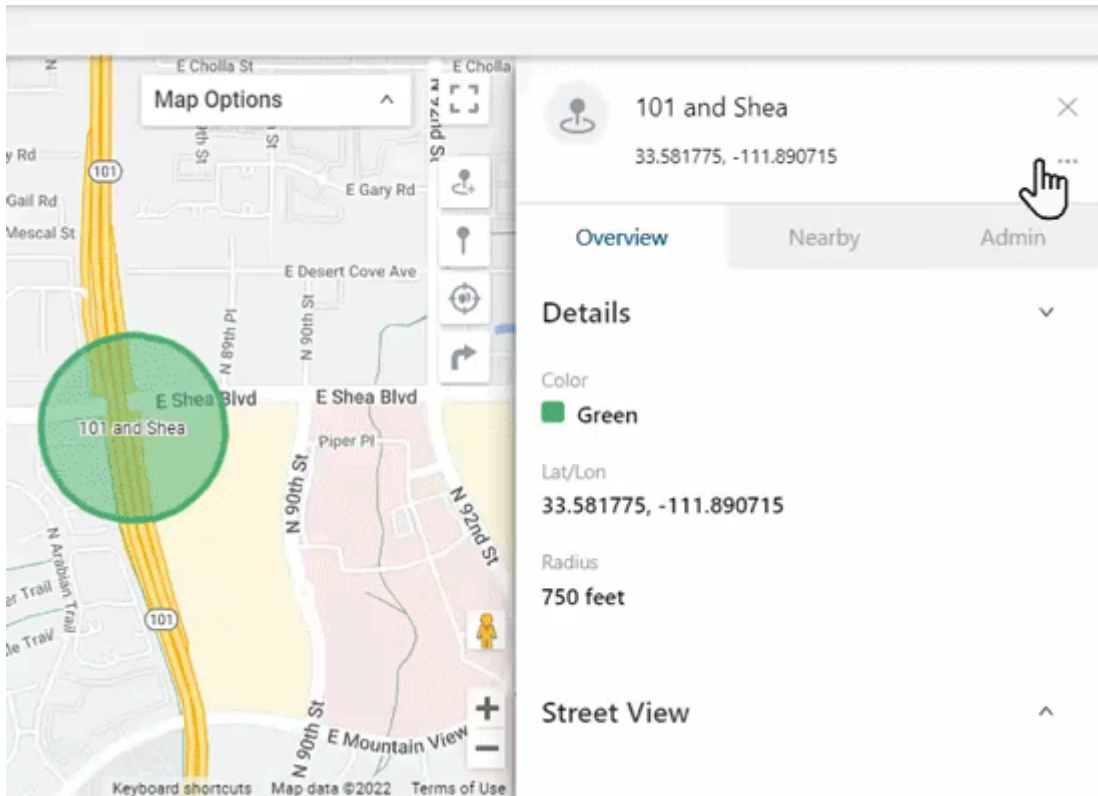 E Cholla St
E Cholla
Map Options
N 92nd St
y Rd
101
E Gary Rd
Gail Rd
Mescal St
E Desert Cove Ave
N 89th Pl
N 90th St
E Shea Blvd
E Shea Blvd
101 and Shea
Piper Pl
N 90th St
N 92nd St
N Arabian Trail
er Trail
101
le Trail
N 90th St
E Mountain View
Keyboard shortcuts
Map data ©2022
Terms of Use
101 and Shea
33.581775, -111.890715
...
Overview
Nearby
Admin
Details
Color
Green
Lat/Lon
33.581775, -111.890715
Radius
750 feet
Street View